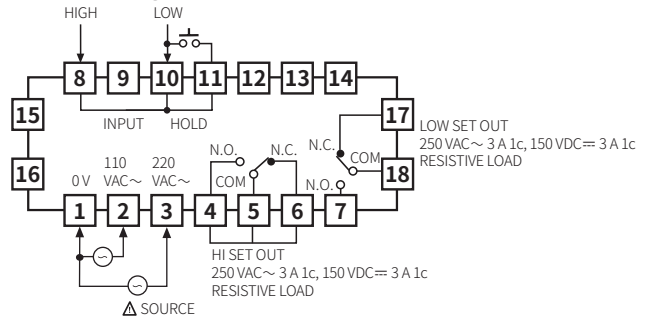 HIGH LOW
8 9 10 11 12 13 14
15
INPUT HOLD
17
LOW SET OUT
250 VAC～ 3 A 1c, 150 VDC⎓ 3 A 1c
RESISTIVE LOAD
N.C.
COM
N.O.
18
16
0 V
110
VAC～
220
VAC～
N.O.
COM
N.C.
1 2 3 4 5 6 7
HI SET OUT
250 VAC～ 3 A 1c, 150 VDC⎓ 3 A 1c
RESISTIVE LOAD
SOURCE